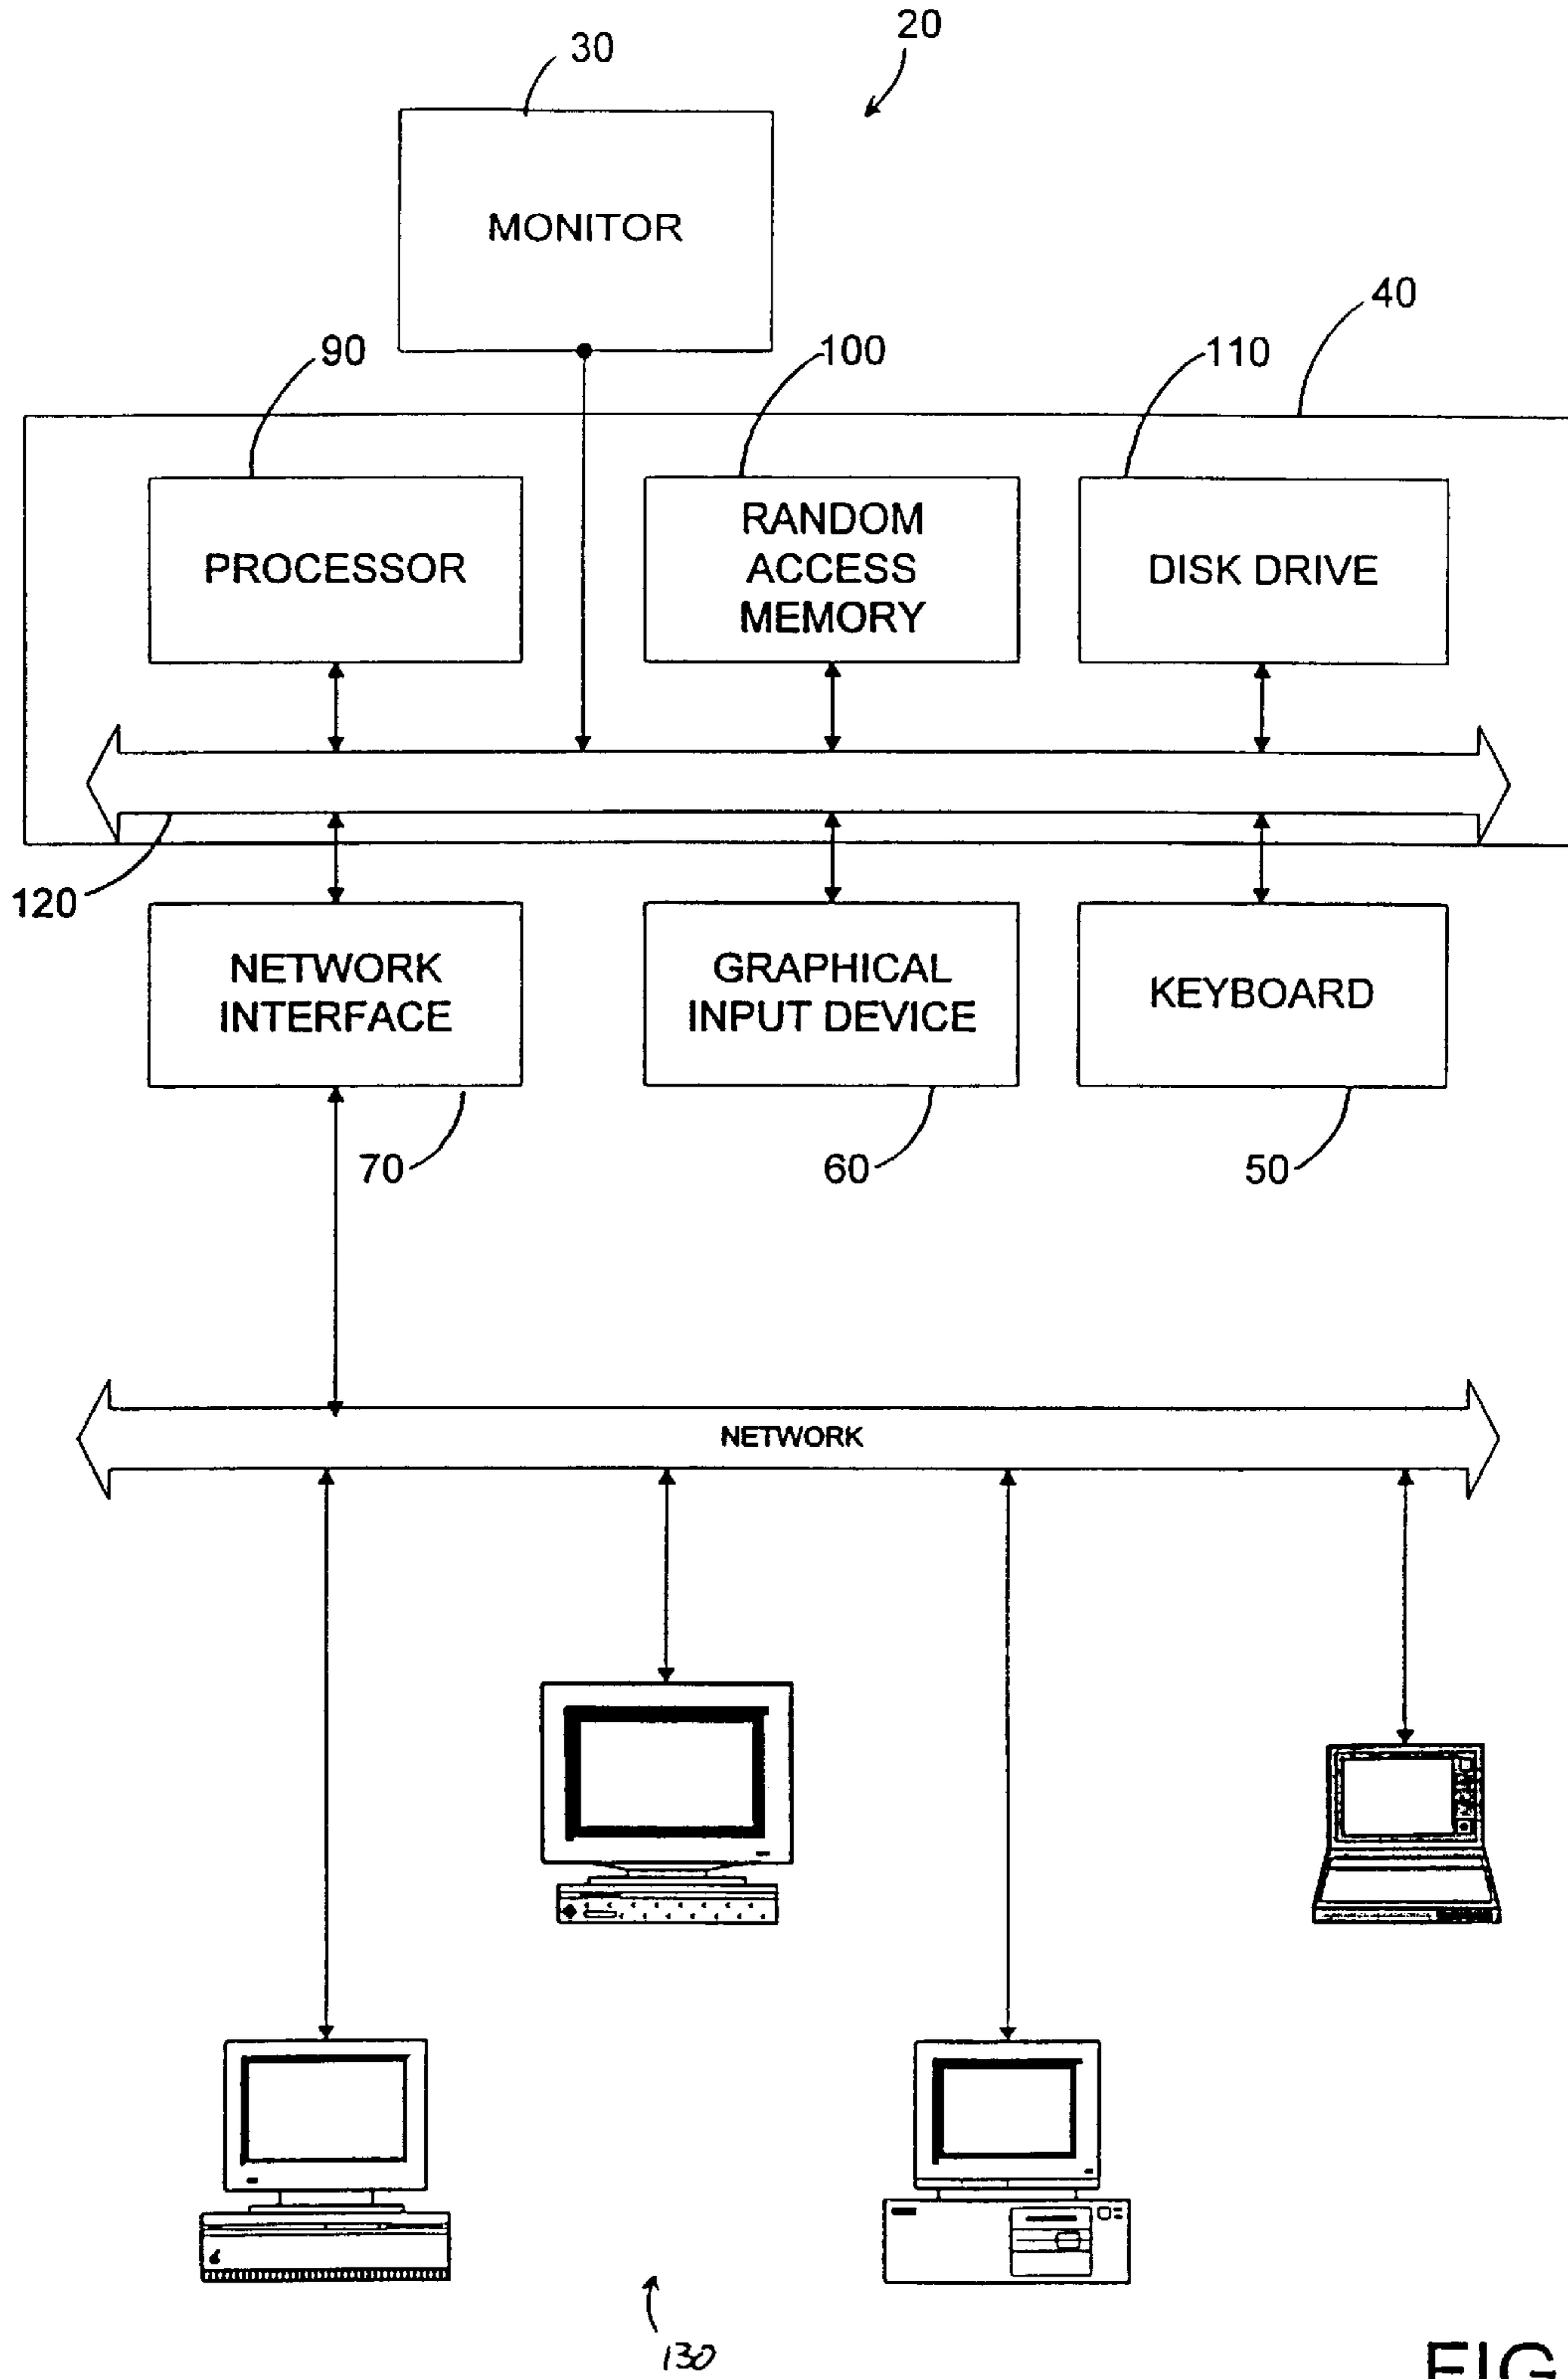 20
30
MONITOR
40
90
100
110
PROCESSOR
RANDOM
ACCESS
MEMORY
DISK DRIVE
120
NETWORK
INTERFACE
GRAPHICAL
INPUT DEVICE
KEYBOARD
70
60
50
NETWORK
130
FIG